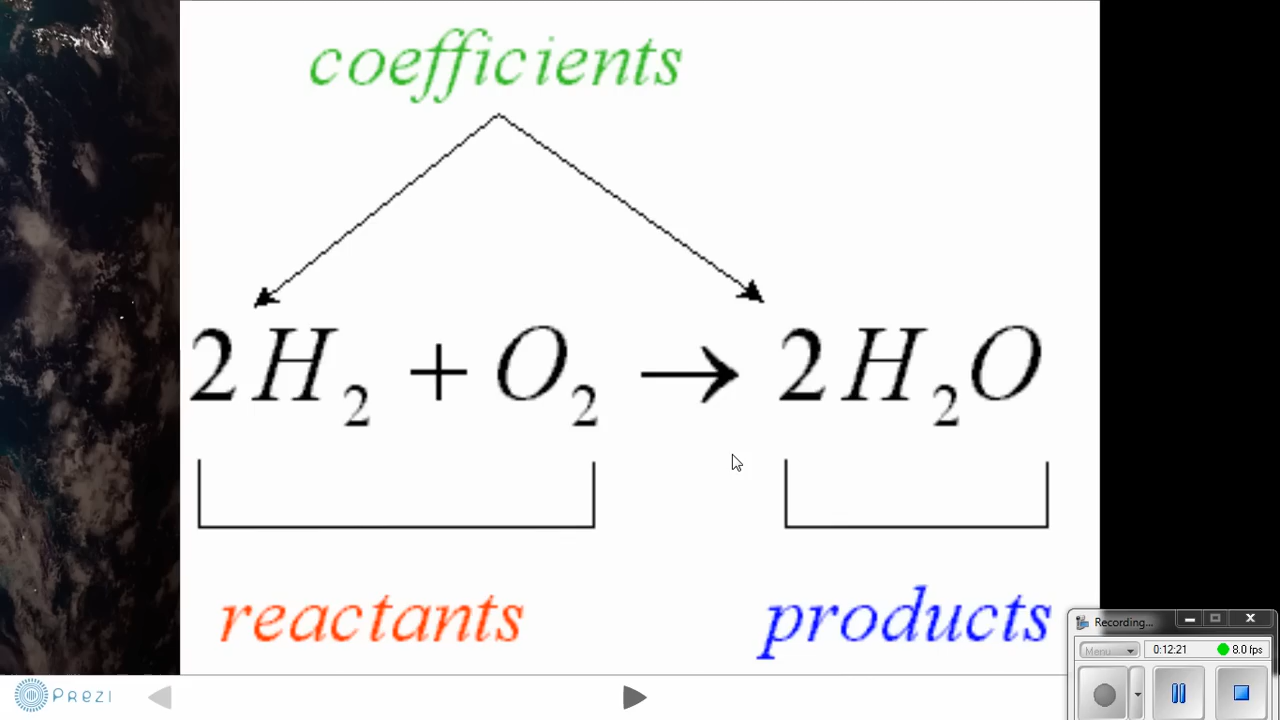 coefficients
2H₂ + O₂ → 2H₂O
reactants
products
Recording...
Menu
0:12:21
8.0 fps
PREZI